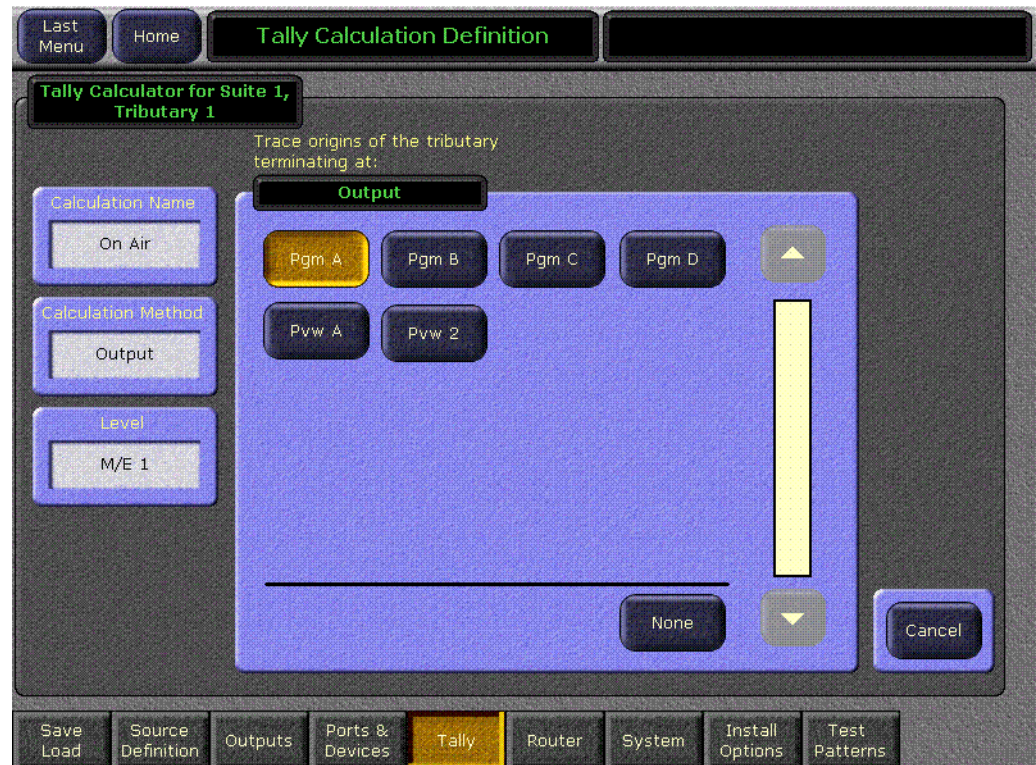 Last
Menu
Home
Tally Calculation Definition
Tally Calculator for Suite 1,
Tributary 1
Trace origins of the tributary
terminating at:
Output
Calculation Name
On Air
Calculation Method
Output
Level
M/E 1
Pgm A
Pgm B
Pgm C
Pgm D
Pvw A
Pvw 2
None
Cancel
Save
Load
Source
Definition
Outputs
Ports &
Devices
Tally
Router
System
Install
Options
Test
Patterns